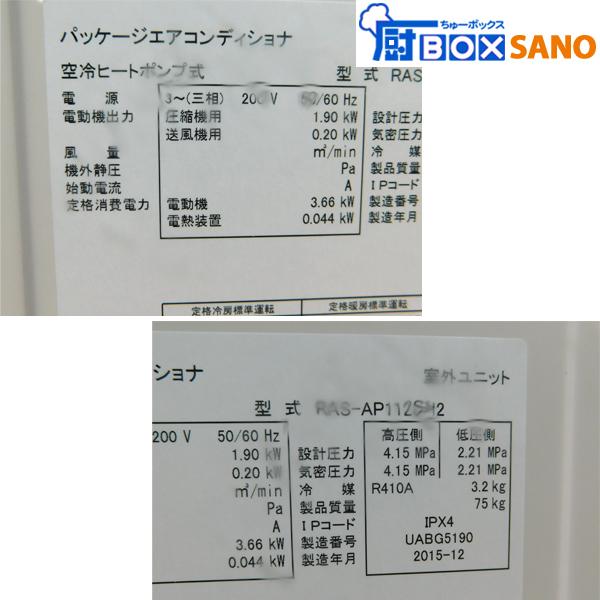 ちゅーボックス
厨BOX SANO
パッケージエアコンディショナ
空冷ヒートポンプ式 型 式 RAS
電 源 3~(三相) 200 V 50/60 Hz
電動機出力 圧縮機用 1.90 kW 設計圧力
送風機用 0.20 kW 気密圧力
風 量 ㎥/min 冷 媒
機外静圧 Pa 製品質量
始動電流 A IPコード
定格消費電力 電動機 3.66 kW 製造番号
電熱装置 0.044 kW 製造年月
定格冷房標準運転 定格暖房標準運転
ショナ 室外ユニット
型 式 RAS-AP112SH2
200 V 50/60 Hz 高圧側 低圧側
1.90 kW 設計圧力 4.15 MPa 2.21 MPa
0.20 kW 気密圧力 4.15 MPa 2.21 MPa
㎥/min 冷 媒 R410A 3.2 kg
Pa 製品質量 75 kg
A IPコード IPX4
3.66 kW 製造番号 UABG5190
0.044 kW 製造年月 2015-12